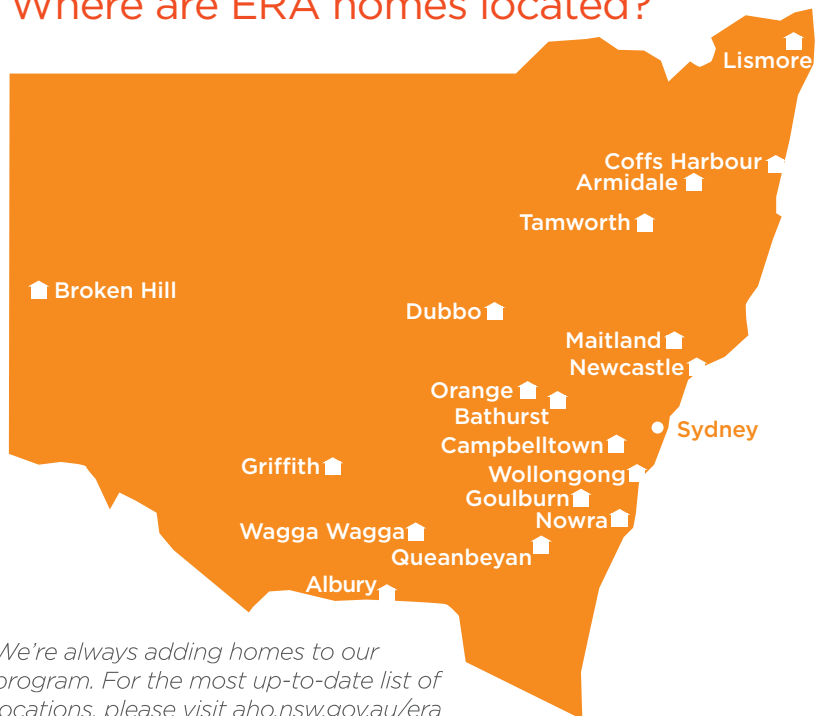 Where are ERA homes located?
Lismore
Coffs Harbour
Armidale
Tamworth
Broken Hill
Dubbo
Maitland
Newcastle
Orange
Bathurst
Sydney
Campbelltown
Griffith
Wollongong
Goulburn
Nowra
Wagga Wagga
Queanbeyan
Albury
We’re always adding homes to our
program. For the most up-to-date list of
locations, please visit aho.nsw.gov.au/era